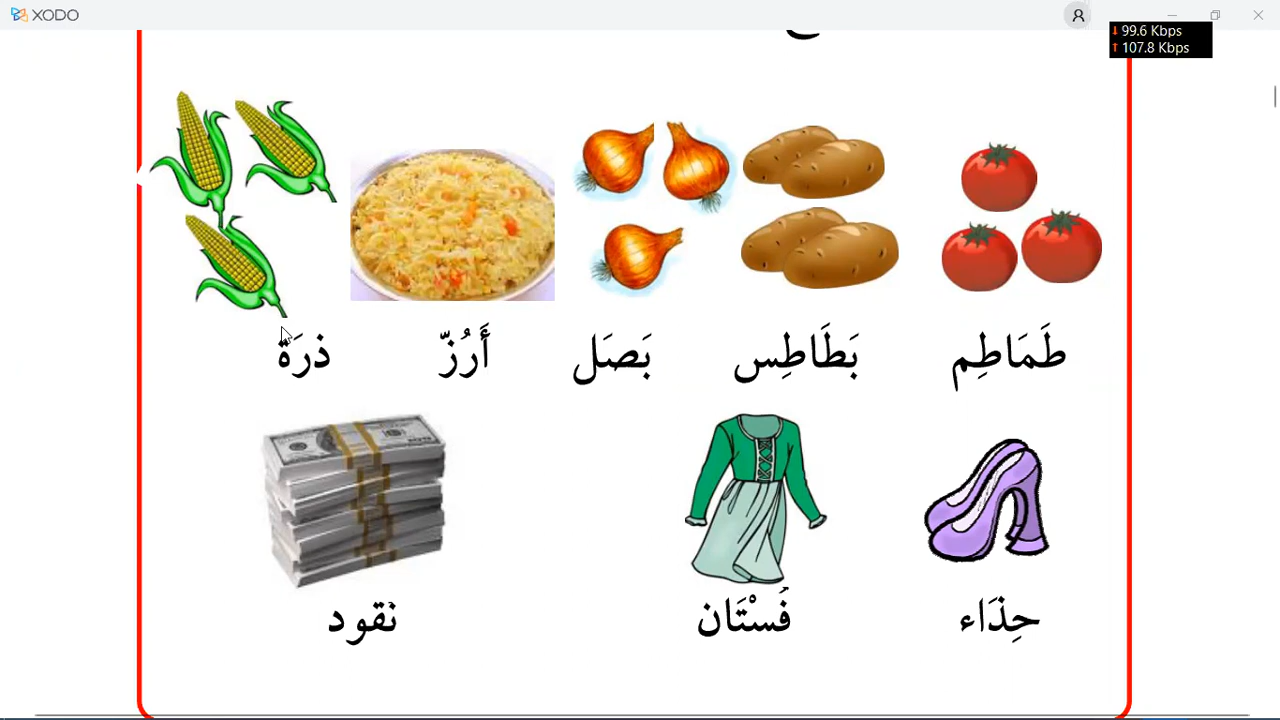 XODO
99.6 Kbps
107.8 Kbps
طَمَاطِم بَطَاطِس بَصَل أَرُزّ ذرَة
حِذَاء فُسْتَان نقود